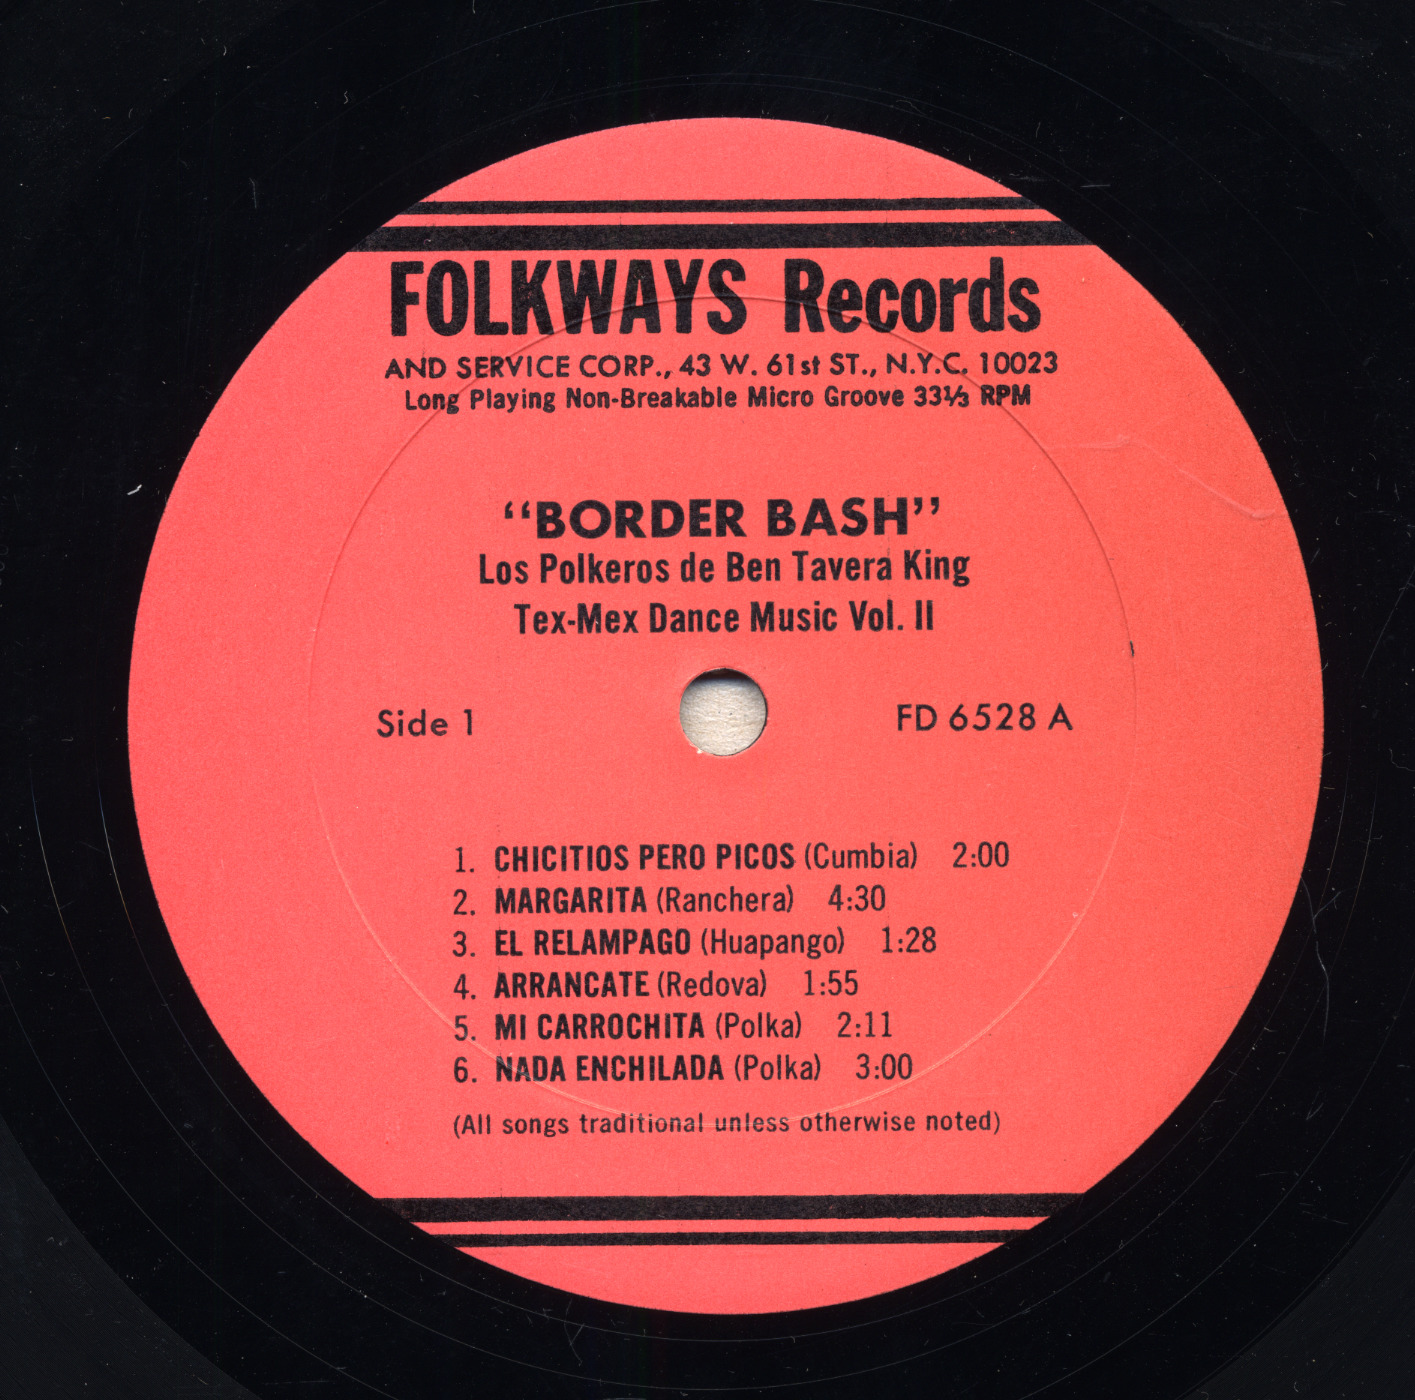 FOLKWAYS Records
AND SERVICE CORP., 43 W. 61st ST., N.Y.C. 10023
Long Playing Non-Breakable Micro Groove 33⅓ RPM
“BORDER BASH”
Los Polkeros de Ben Tavera King
Tex-Mex Dance Music Vol. II
Side 1
FD 6528 A
1. CHICITIOS PERO PICOS (Cumbia) 2:00
2. MARGARITA (Ranchera) 4:30
3. EL RELAMPAGO (Huapango) 1:28
4. ARRANCATE (Redova) 1:55
5. MI CARROCHITA (Polka) 2:11
6. NADA ENCHILADA (Polka) 3:00
(All songs traditional unless otherwise noted)